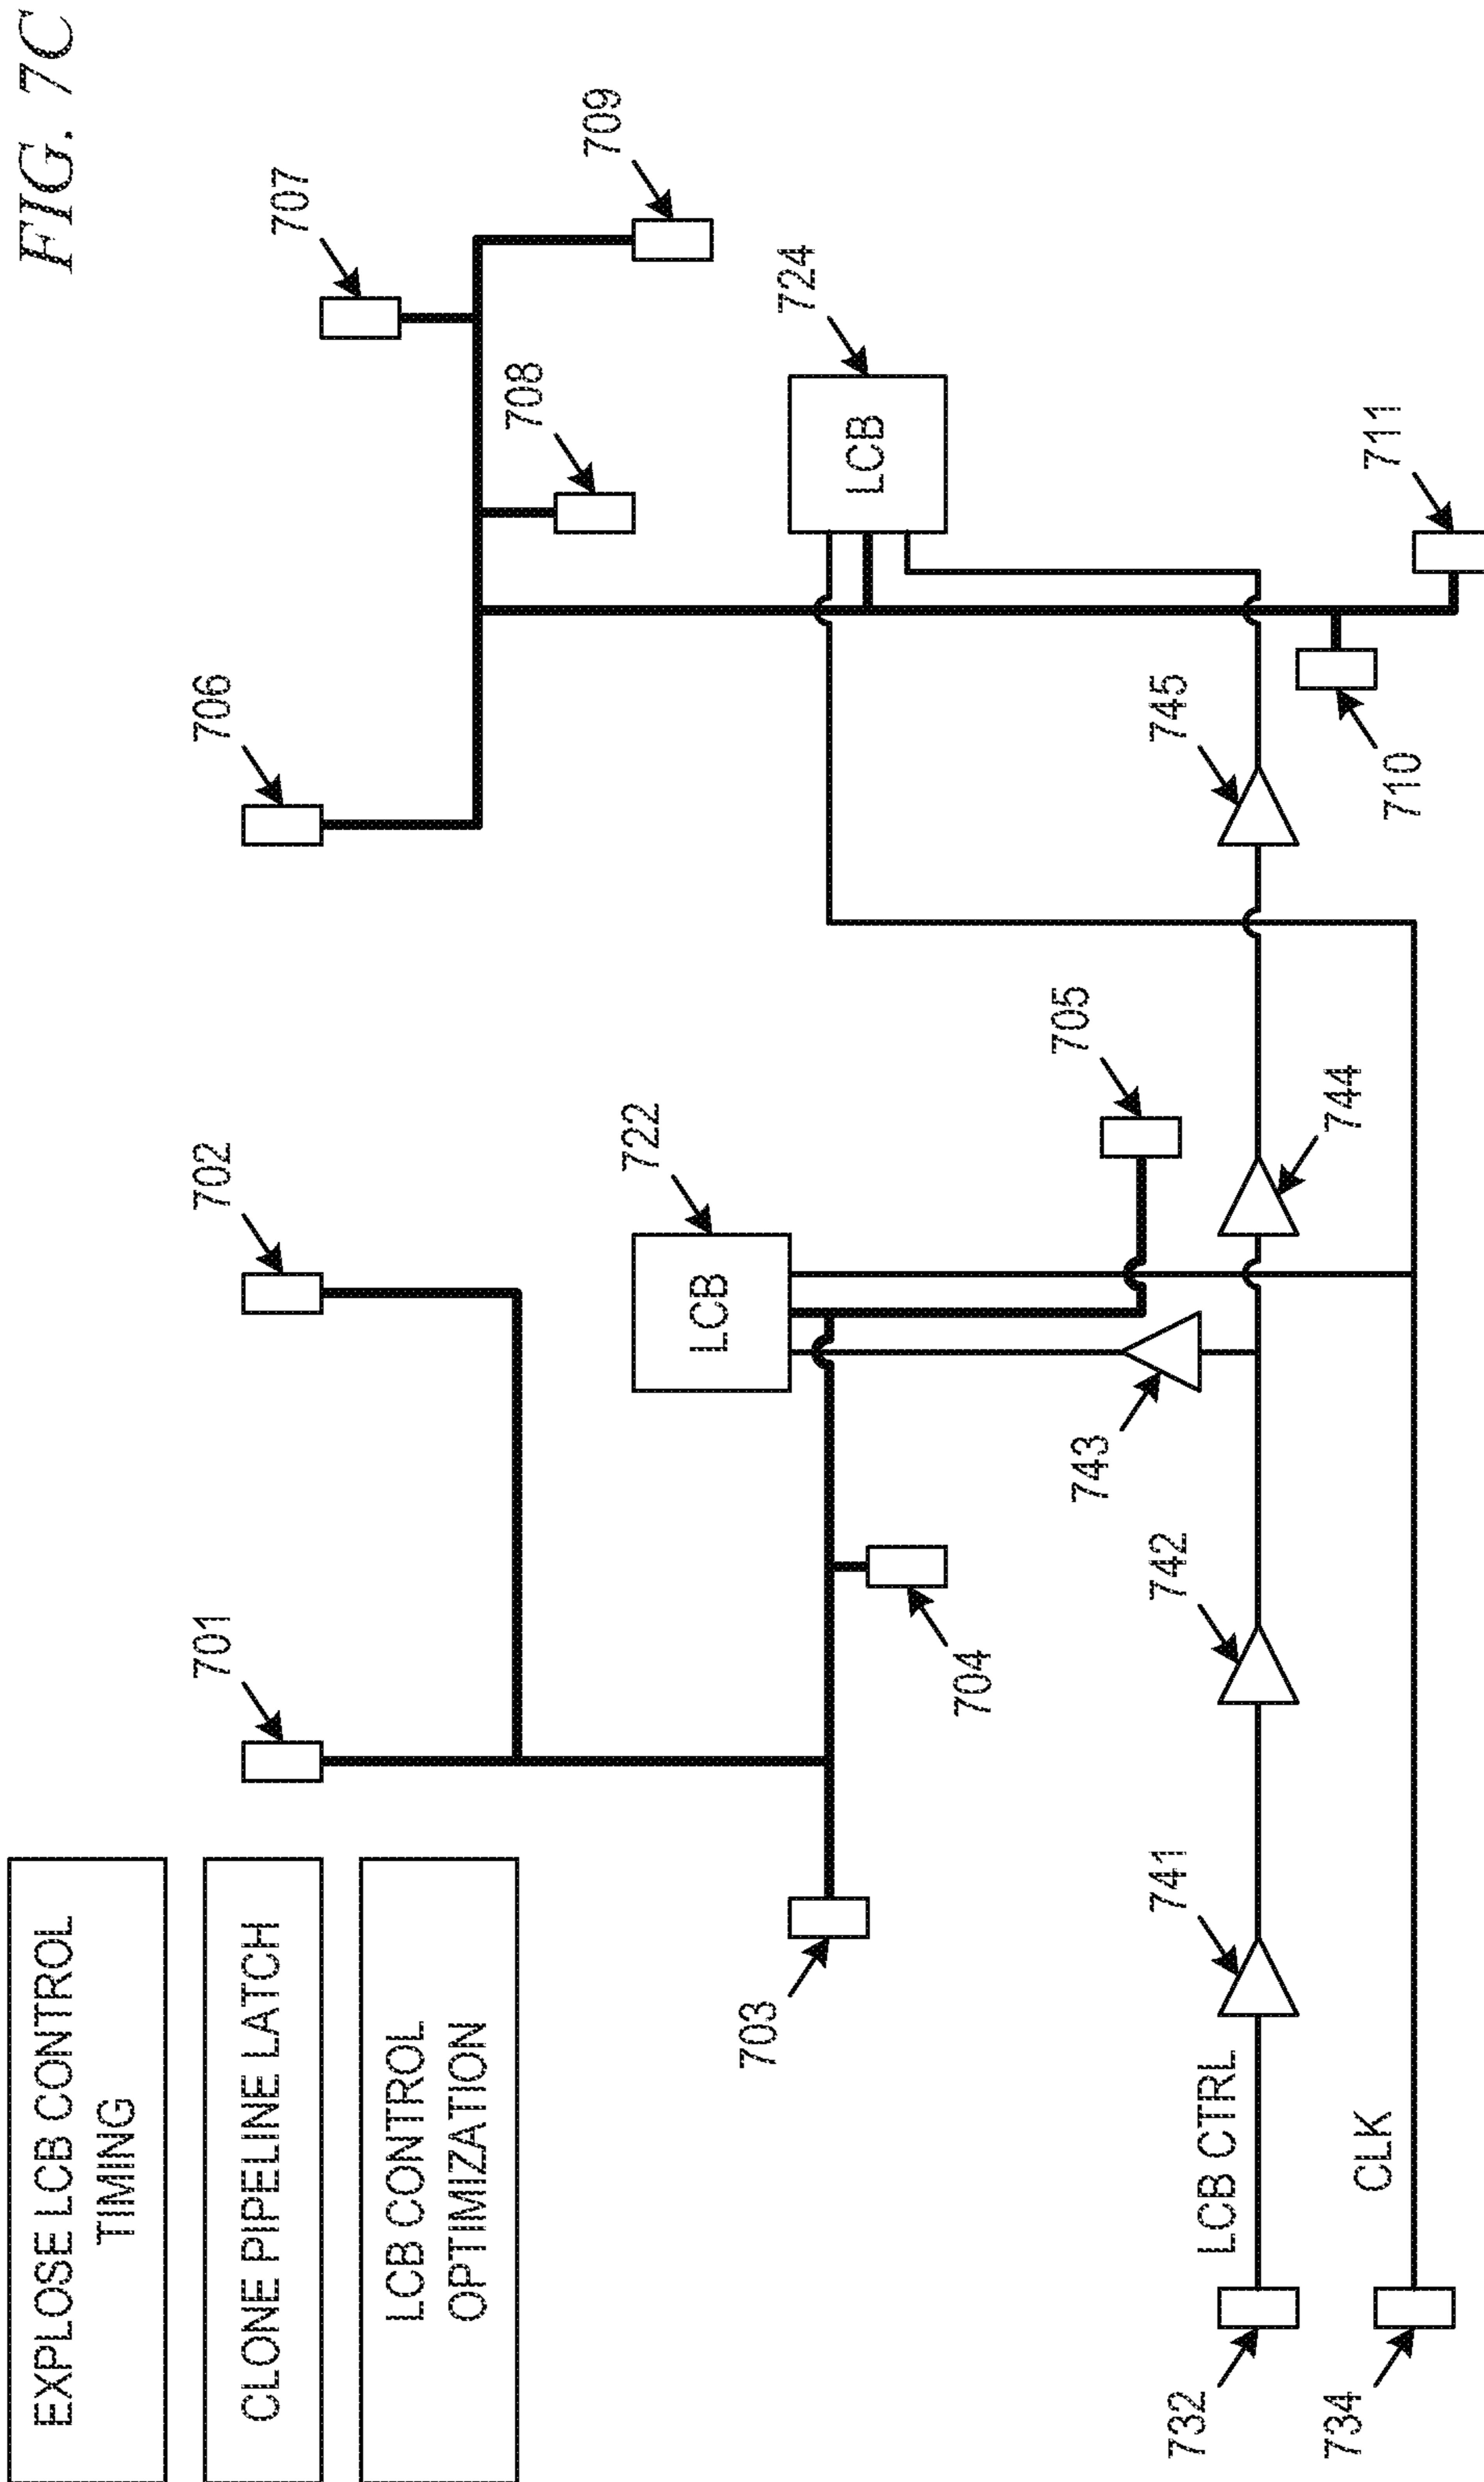 FIG. 7C
EXPLOSE LCB CONTROL
TIMING
CLONE PIPELINE LATCH
LCB CONTROL
OPTIMIZATION
701
702
706
707
708
709
722
LCB
703
724
LCB
704
705
743
741
742
745
732
LCB CTRL
744
734
CLK
710
711